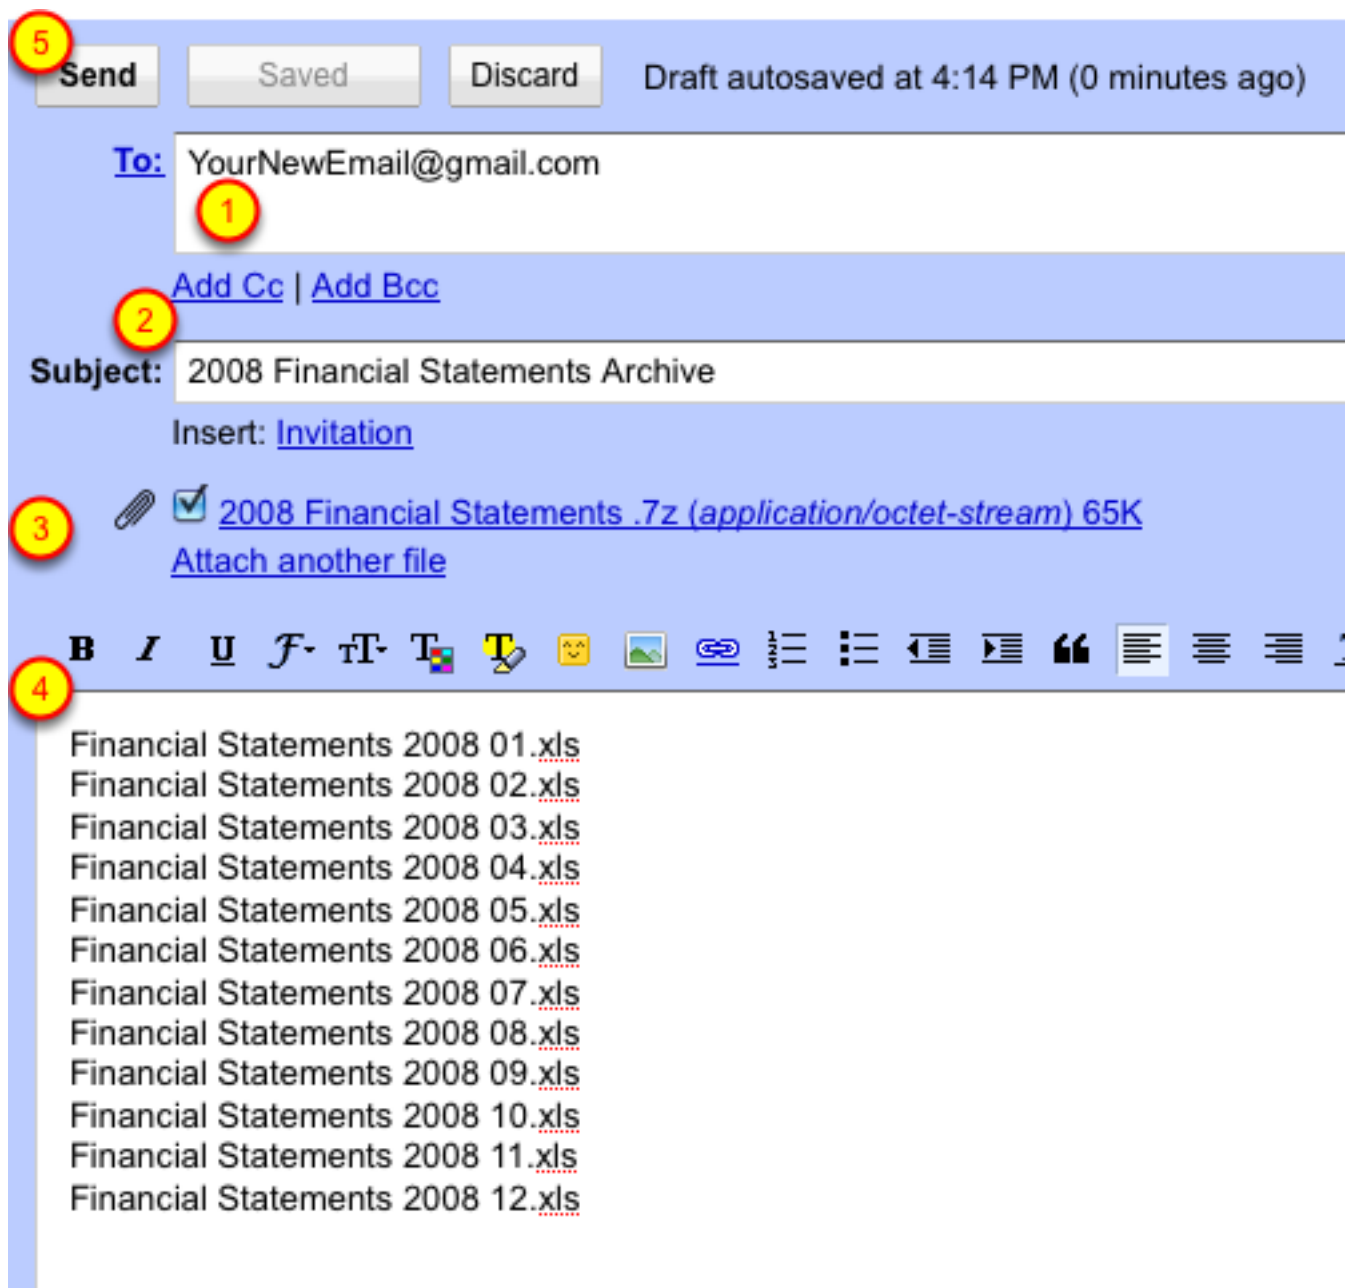 5
Send Saved Discard Draft autosaved at 4:14 PM (0 minutes ago)
To: YourNewEmail@gmail.com
1
Add Cc | Add Bcc
2
Subject: 2008 Financial Statements Archive
Insert: Invitation
3
2008 Financial Statements .7z (application/octet-stream) 65K
Attach another file
B I U F TT T T
4
Financial Statements 2008 01.xls
Financial Statements 2008 02.xls
Financial Statements 2008 03.xls
Financial Statements 2008 04.xls
Financial Statements 2008 05.xls
Financial Statements 2008 06.xls
Financial Statements 2008 07.xls
Financial Statements 2008 08.xls
Financial Statements 2008 09.xls
Financial Statements 2008 10.xls
Financial Statements 2008 11.xls
Financial Statements 2008 12.xls